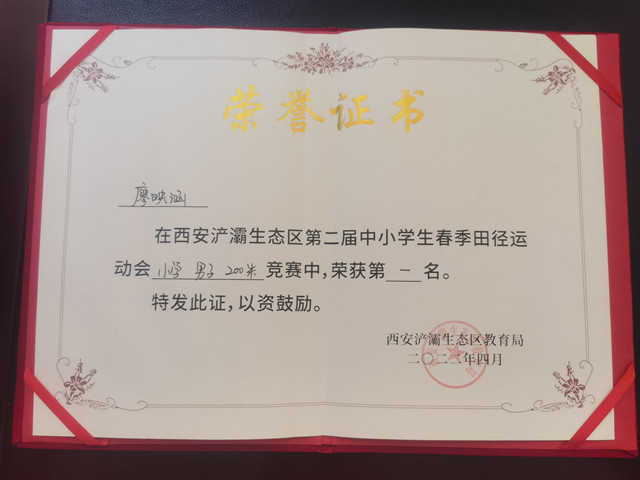 荣誉证书
廖映涵
在西安浐灞生态区第二届中小学生春季田径运
动会小学 男子 200米竞赛中，荣获第一名。
特发此证，以资鼓励。
西安浐灞生态区教育局
二〇二二年四月